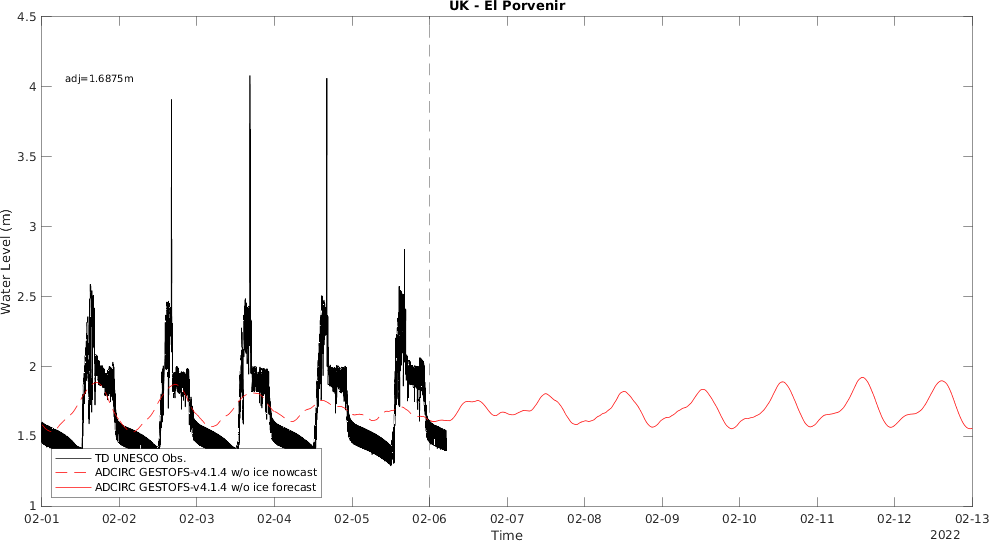 UK - El Porvenir
4.5
4
3.5
3
2.5
2
1.5
1
Water Level (m)
adj=1.6875m
TD UNESCO Obs.
ADCIRC GESTOFS-v4.1.4 w/o ice nowcast
ADCIRC GESTOFS-v4.1.4 w/o ice forecast
02-01 02-02 02-03 02-04 02-05 02-06 02-07 02-08 02-09 02-10 02-11 02-12 02-13
Time
2022